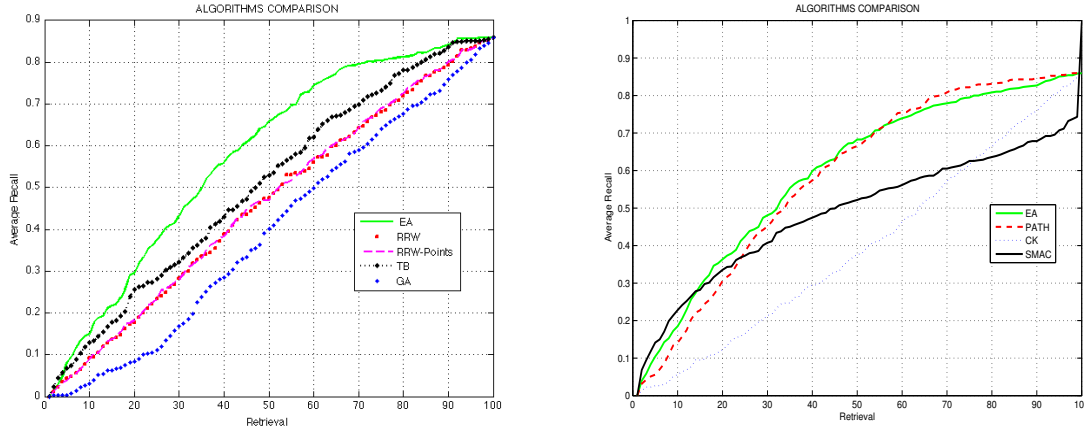 ALGORITHMS COMPARISON
0.9
0.8
0.7
0.6
0.5
0.4
0.3
0.2
0.1
0
Average Recall
EA
RRW
RRW-Points
TB
GA
0 10 20 30 40 50 60 70 80 90 100
Retrieval
ALGORITHMS COMPARISON
1
0.9
0.8
0.7
0.6
0.5
0.4
0.3
0.2
0.1
0
Average Recall
EA
PATH
CK
SMAC
0 10 20 30 40 50 60 70 80 90 100
Retrieval